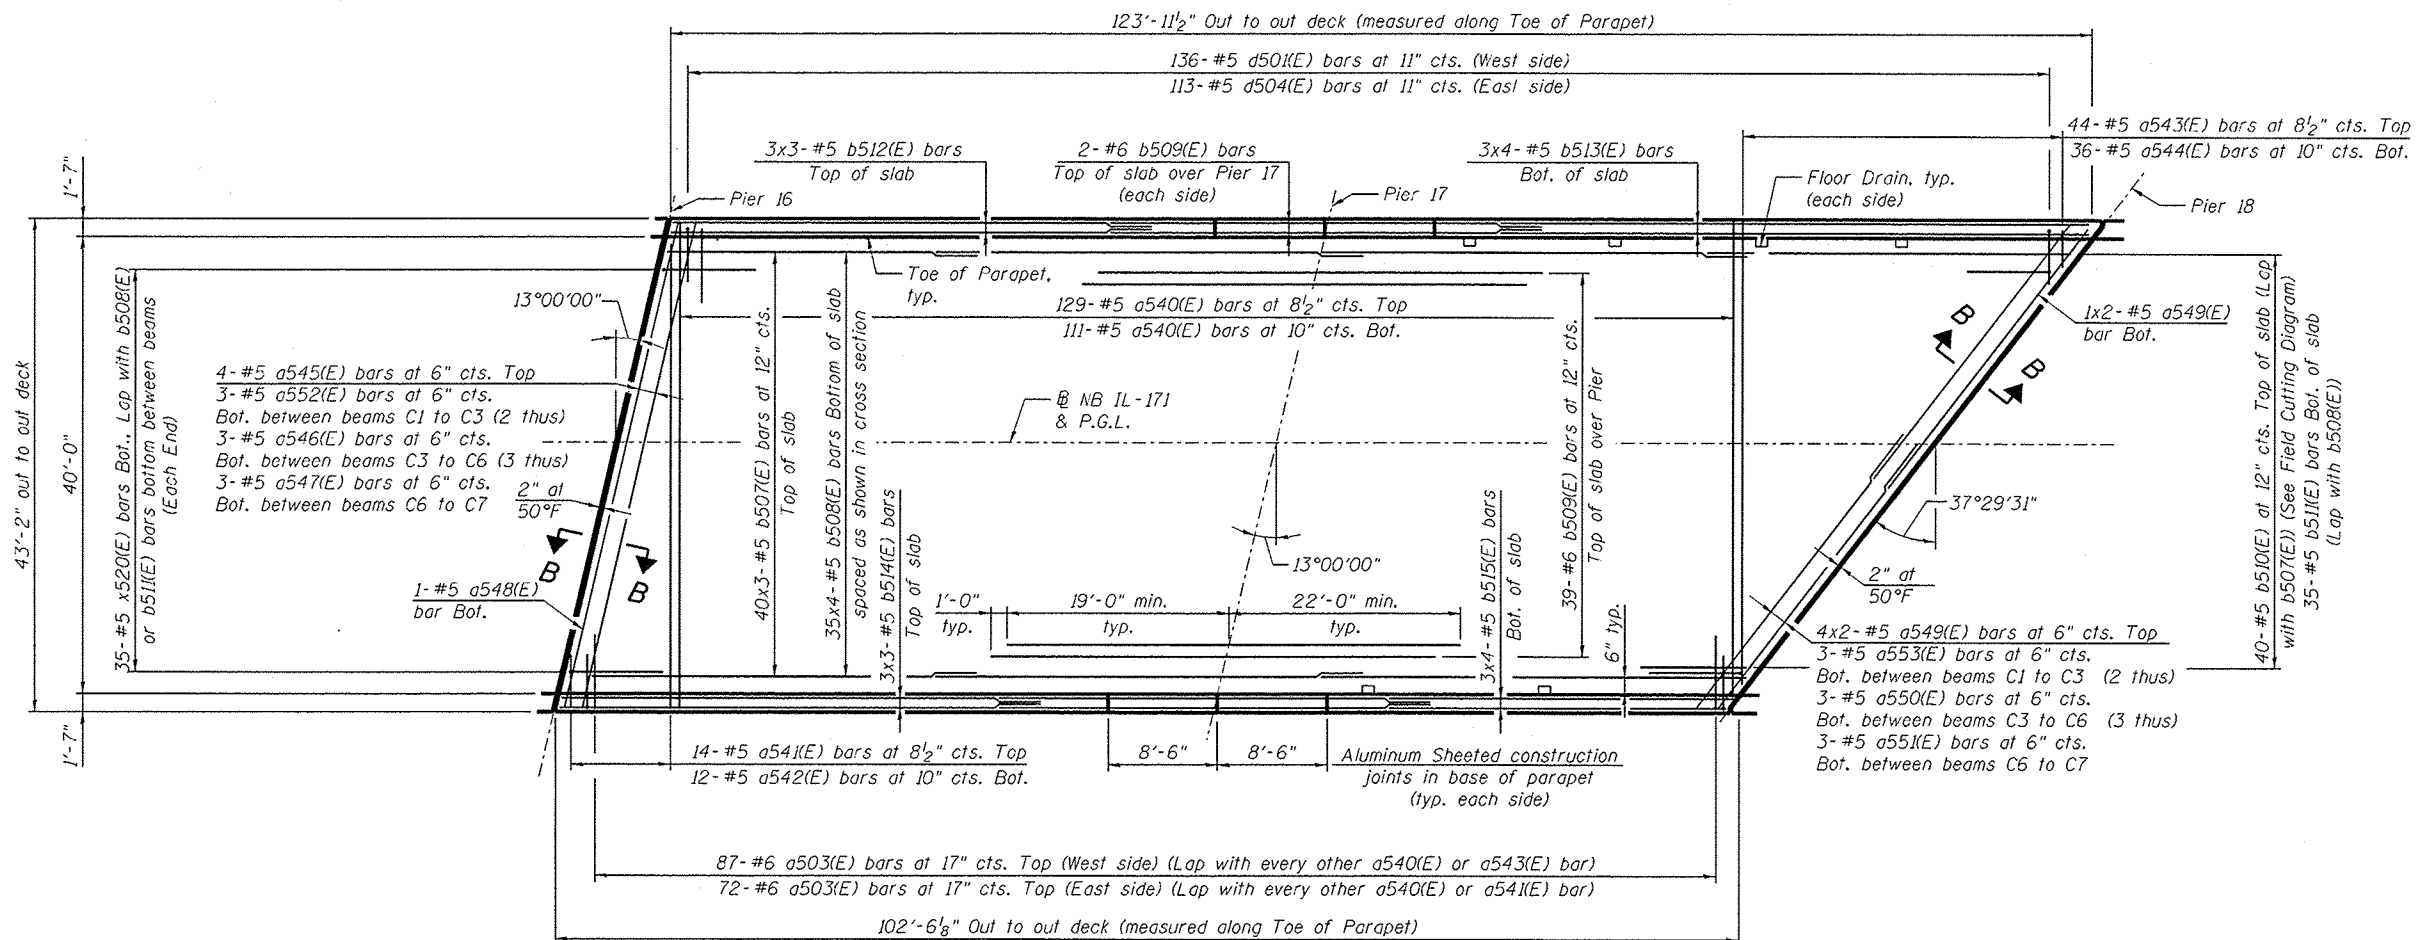 123'-11½" Out to out deck (measured along Toe of Parapet)
136-#5 d501(E) bars at 11" cts. (West side)
113-#5 d504(E) bars at 11" cts. (East side)
44-#5 a543(E) bars at 8½" cts. Top
36-#5 a544(E) bars at 10" cts. Bot.
3x3-#5 b512(E) bars
Top of slab
2-#6 b509(E) bars
Top of slab over Pier 17
(each side)
3x4-#5 b513(E) bars
Bot. of slab
Floor Drain, typ.
(each side)
Pier 16
Pier 17
Pier 18
1'-7"
40'-0"
1'-7"
43'-2" out to out deck
35-#5 x520(E) bars Bot., Lap with b508(E)
or b511(E) bars bottom between beams
(Each End)
13°00'00"
Toe of Parapet,
typ.
129-#5 a540(E) bars at 8½" cts. Top
111-#5 a540(E) bars at 10" cts. Bot.
1x2-#5 a549(E)
bar Bot.
B
B
4-#5 a545(E) bars at 6" cts. Top
3-#5 a552(E) bars at 6" cts.
Bot. between beams C1 to C3 (2 thus)
3-#5 a546(E) bars at 6" cts.
Bot. between beams C3 to C6 (3 thus)
3-#5 a547(E) bars at 6" cts.
Bot. between beams C6 to C7
2" at
50°F
40x3-#5 b507(E) bars at 12" cts.
Top of slab
35x4-#5 b508(E) bars Bottom of slab
spaced as shown in cross section
℄ NB IL-171
& P.G.L.
39-#6 b509(E) bars at 12" cts.
Top of slab over Pier
40-#5 b510(E) at 12" cts. Top of slab (Lap
with b507(E)) (See Field Cutting Diagram)
35-#5 b511(E) bars Bot. of slab
(Lap with b508(E))
37°29'31"
B
B
1-#5 a548(E)
bar Bot.
3x3-#5 b514(E) bars
Top of slab
13°00'00"
3x4-#5 b515(E) bars
Bot. of slab
2" at
50°F
1'-0"
typ.
19'-0" min.
typ.
22'-0" min.
typ.
6" typ.
4x2-#5 a549(E) bars at 6" cts. Top
3-#5 a553(E) bars at 6" cts.
Bot. between beams C1 to C3 (2 thus)
3-#5 a550(E) bars at 6" cts.
Bot. between beams C3 to C6 (3 thus)
3-#5 a551(E) bars at 6" cts.
Bot. between beams C6 to C7
14-#5 a541(E) bars at 8½" cts. Top
12-#5 a542(E) bars at 10" cts. Bot.
8'-6"
8'-6"
Aluminum Sheeted construction
joints in base of parapet
(typ. each side)
87-#6 a503(E) bars at 17" cts. Top (West side) (Lap with every other a540(E) or a543(E) bar)
72-#6 a503(E) bars at 17" cts. Top (East side) (Lap with every other a540(E) or a541(E) bar)
102'-6⅛" Out to out deck (measured along Toe of Parapet)